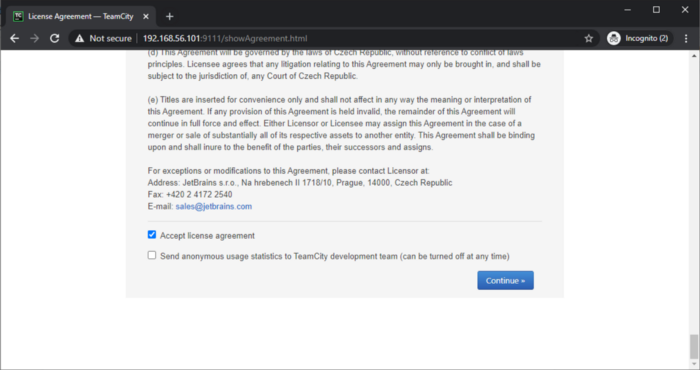 TC License Agreement — TeamCity
Incognito (2)
Not secure | 192.168.56.101:9111/showAgreement.html
(d) This Agreement will be governed by the laws of Czech Republic, without reference to conflict of laws
principles. Licensee agrees that any litigation relating to this Agreement may only be brought in, and shall be
subject to the jurisdiction of, any Court of Czech Republic.
(e) Titles are inserted for convenience only and shall not affect in any way the meaning or interpretation of
this Agreement. If any provision of this Agreement is held invalid, the remainder of this Agreement will
continue in full force and effect. Either Licensor or Licensee may assign this Agreement in the case of a
merger or sale of substantially all of its respective assets to another entity. This Agreement shall be binding
upon and shall inure to the benefit of the parties, their successors and assigns.
For exceptions or modifications to this Agreement, please contact Licensor at:
Address: JetBrains s.r.o., Na hrebenech II 1718/10, Prague, 14000, Czech Republic
Fax: +420 2 4172 2540
E-mail: sales@jetbrains.com
Accept license agreement
Send anonymous usage statistics to TeamCity development team (can be turned off at any time)
Continue »